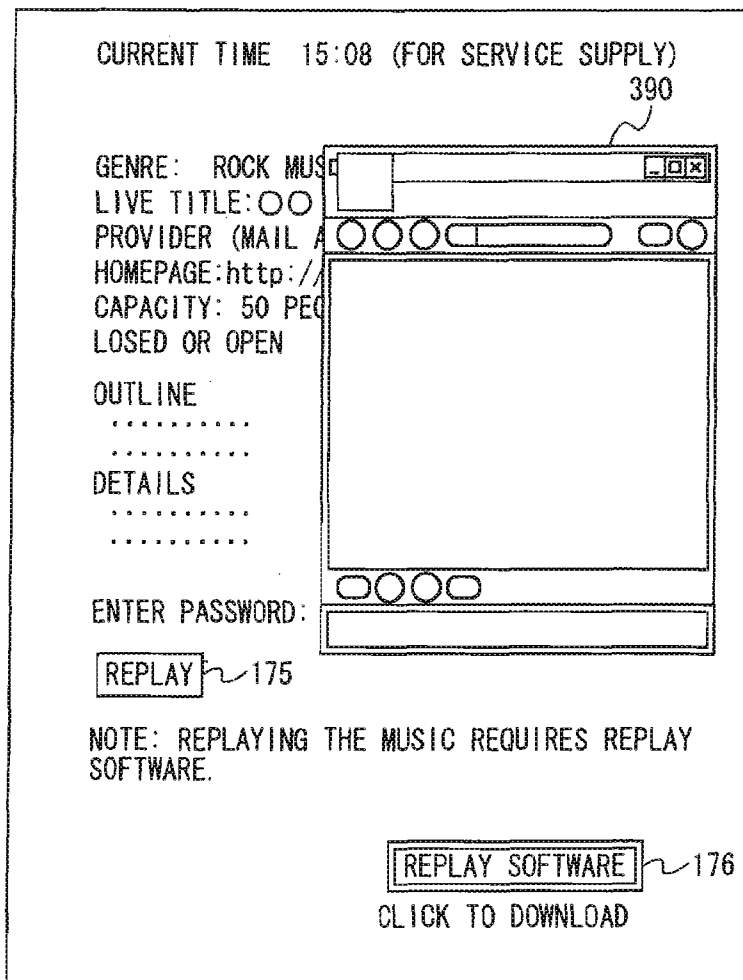 CURRENT TIME 15:08 (FOR SERVICE SUPPLY)
390
GENRE: ROCK MUS
LIVE TITLE:○○
PROVIDER (MAIL A
HOMEPAGE:http://
CAPACITY: 50 PEO
LOSED OR OPEN
OUTLINE
..........
..........
DETAILS
..........
..........
ENTER PASSWORD:
REPLAY 175
NOTE: REPLAYING THE MUSIC REQUIRES REPLAY
SOFTWARE.
REPLAY SOFTWARE 176
CLICK TO DOWNLOAD